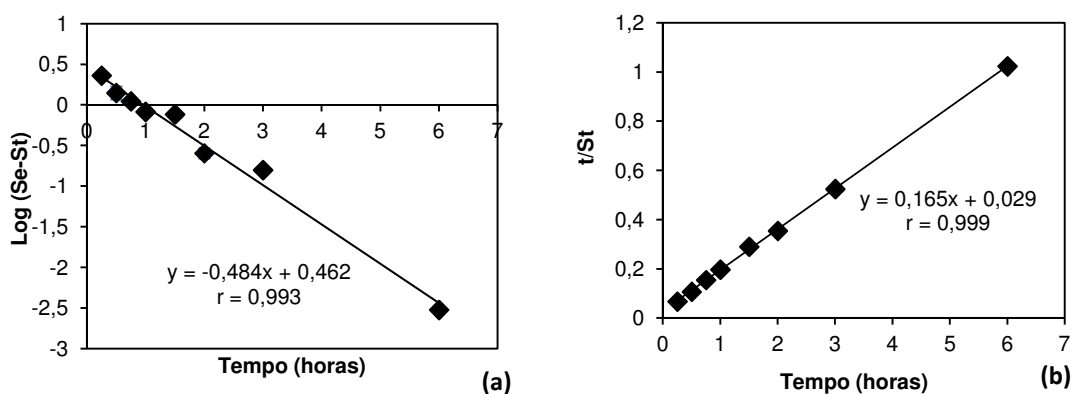 1
0,5
0
-0,5
-1
-1,5
-2
-2,5
-3
0 1 2 3 4 5 6 7
Log (Se-St)
y = -0,484x + 0,462
r = 0,993
Tempo (horas)
(a)
1,2
1
0,8
0,6
0,4
0,2
0
0 1 2 3 4 5 6 7
t/St
y = 0,165x + 0,029
r = 0,999
Tempo (horas)
(b)